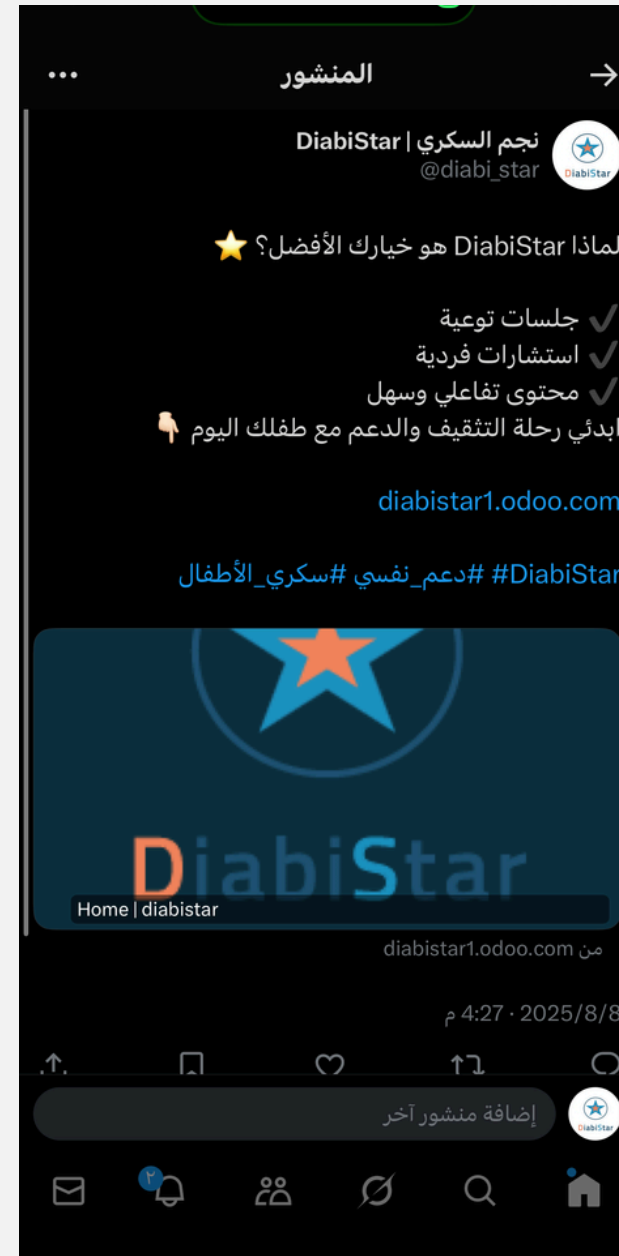 المنشور
نجم السكري | DiabiStar
@diabi_star
DiabiStar
لماذا DiabiStar هو خيارك الأفضل؟ ⭐
✔ جلسات توعية
✔ استشارات فردية
✔ محتوى تفاعلي وسهل
ابدئي رحلة التثقيف والدعم مع طفلك اليوم 👇🏻
diabistar1.odoo.com
#DiabiStar #دعم_نفسي #سكري_الأطفال
DiabiStar
Home | diabistar
من diabistar1.odoo.com
2025/8/8 · 4:27 م
إضافة منشور آخر
DiabiStar
٢